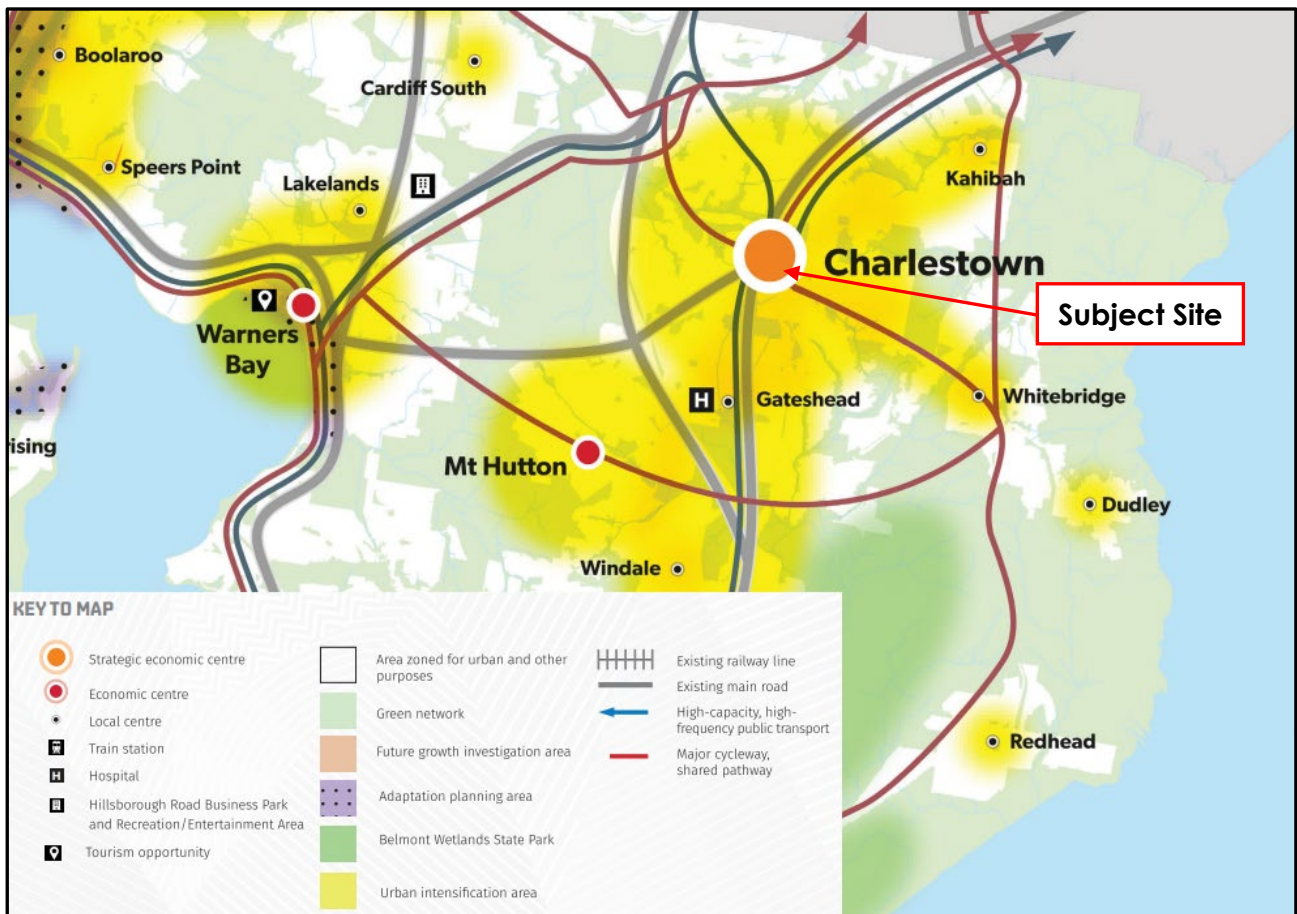 Boolaroo
Cardiff South
Speers Point
Lakelands
Kahibah
Charlestown
Subject Site
Warners
Bay
H
Gateshead
Whitebridge
rising
Mt Hutton
Dudley
Windale
KEY TO MAP
Strategic economic centre
Economic centre
Local centre
Train station
H
Hospital
Hillsborough Road Business Park
and Recreation/Entertainment Area
Tourism opportunity
Area zoned for urban and other
purposes
Green network
Future growth investigation area
Adaptation planning area
Belmont Wetlands State Park
Urban intensification area
Existing railway line
Existing main road
High-capacity, high-
frequency public transport
Major cycleway,
shared pathway
Redhead